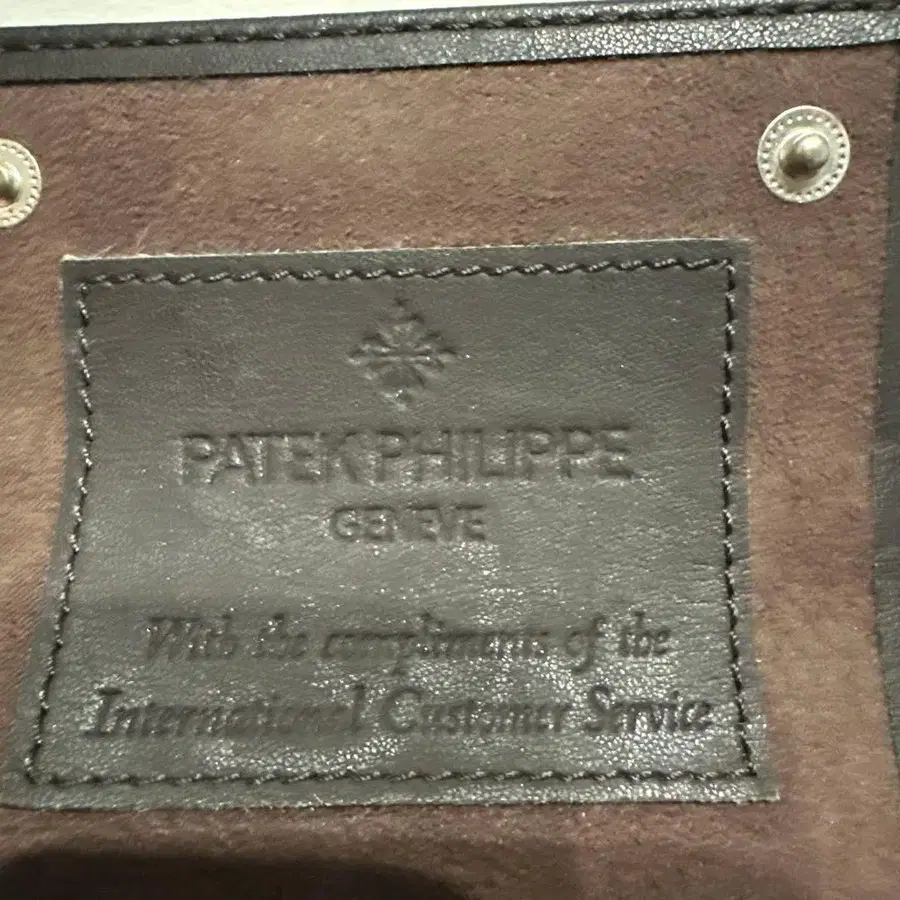 PATEK PHILIPPE
GENEVE
With the compliments of the
International Customer Service